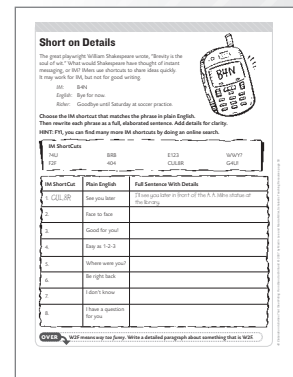 Short on Details
The great playwright William Shakespeare wrote, "Brevity is the
soul of wit." What would Shakespeare have thought of instant
messaging, or IM? IMers use shortcuts to share ideas quickly.
It may work for IM, but not for good writing.
IM: B4N
English: Bye for now.
Richer: Goodbye until Saturday at soccer practice
B4N
Choose the IM shortcut that matches the phrase in plain English.
Then rewrite each phrase as a full, elaborated sentence. Add details for clarity.
HINT: FYI, you can find many more IM shortcuts by doing an online search.
IM ShortCuts
74U BRB E123 WWY?
F2F 404 CUL8R G4U!
IM ShortCut Plain English Full Sentence With Details
1. CUL8R See you later I'll see you later in front of the A. A. Milne statue at
the library.
2. Face to face
3. Good for you!
4. Easy as 1-2-3
5. Where were you?
6. Be right back
7. I don't know
8. I have a question
for you
OVER W2F means way too funny. Write a detailed paragraph about something that is W2F